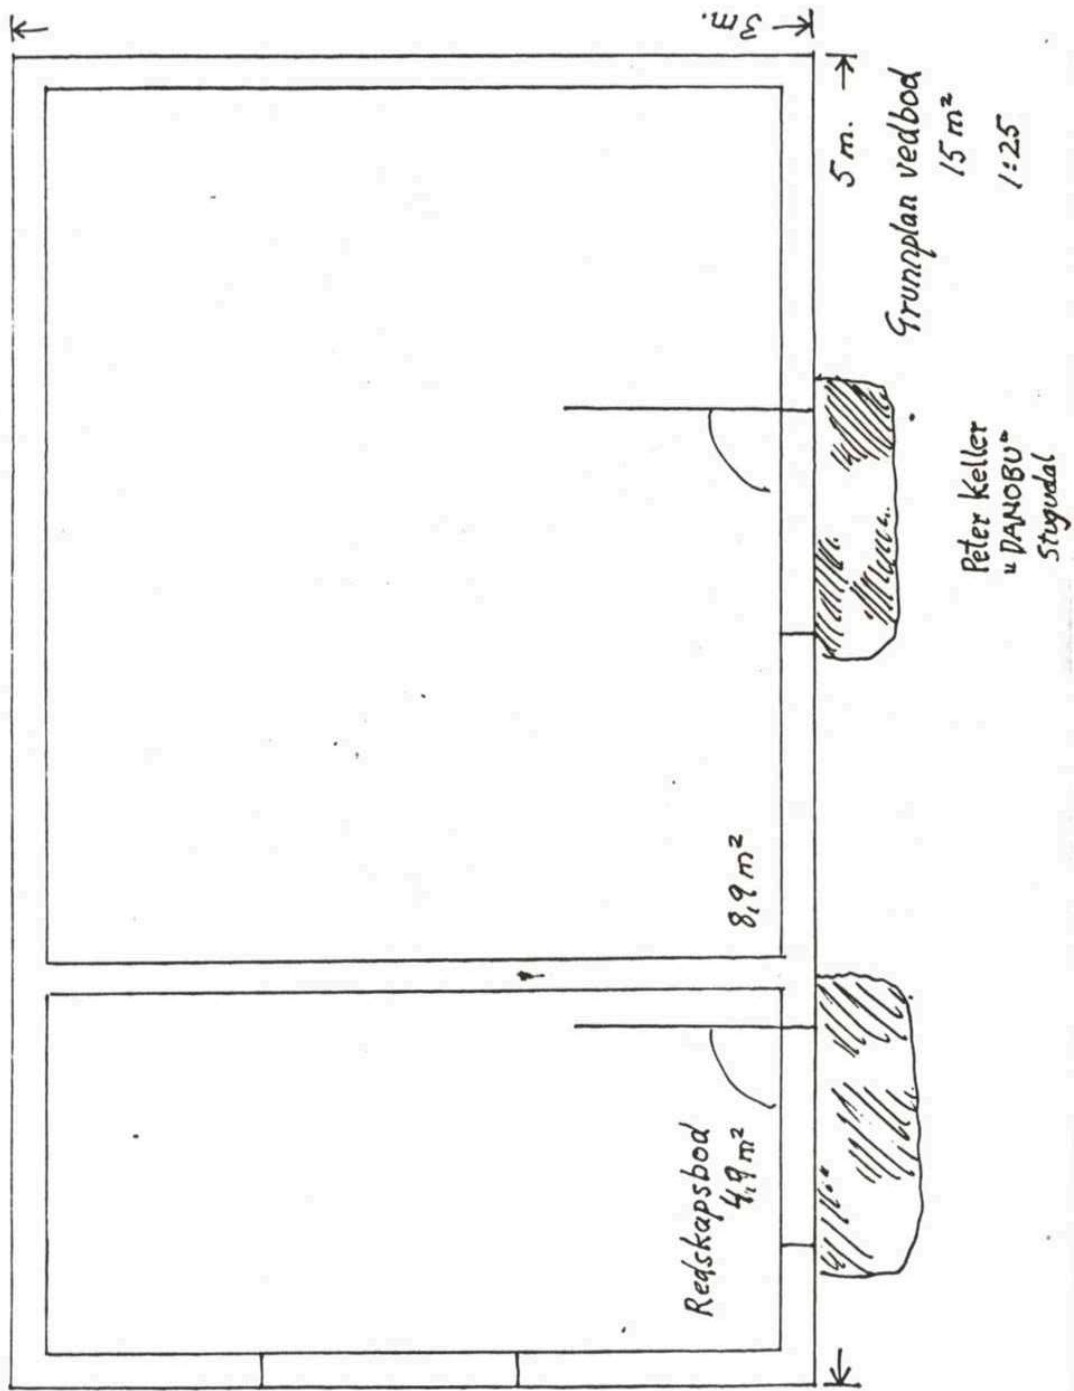 3 m.
5 m.
Grunnplan vedbod
15 m²
1:25
8,9 m²
Redskapsbod
4,9 m²
Peter Keller
"DANOBU"
Stugudal